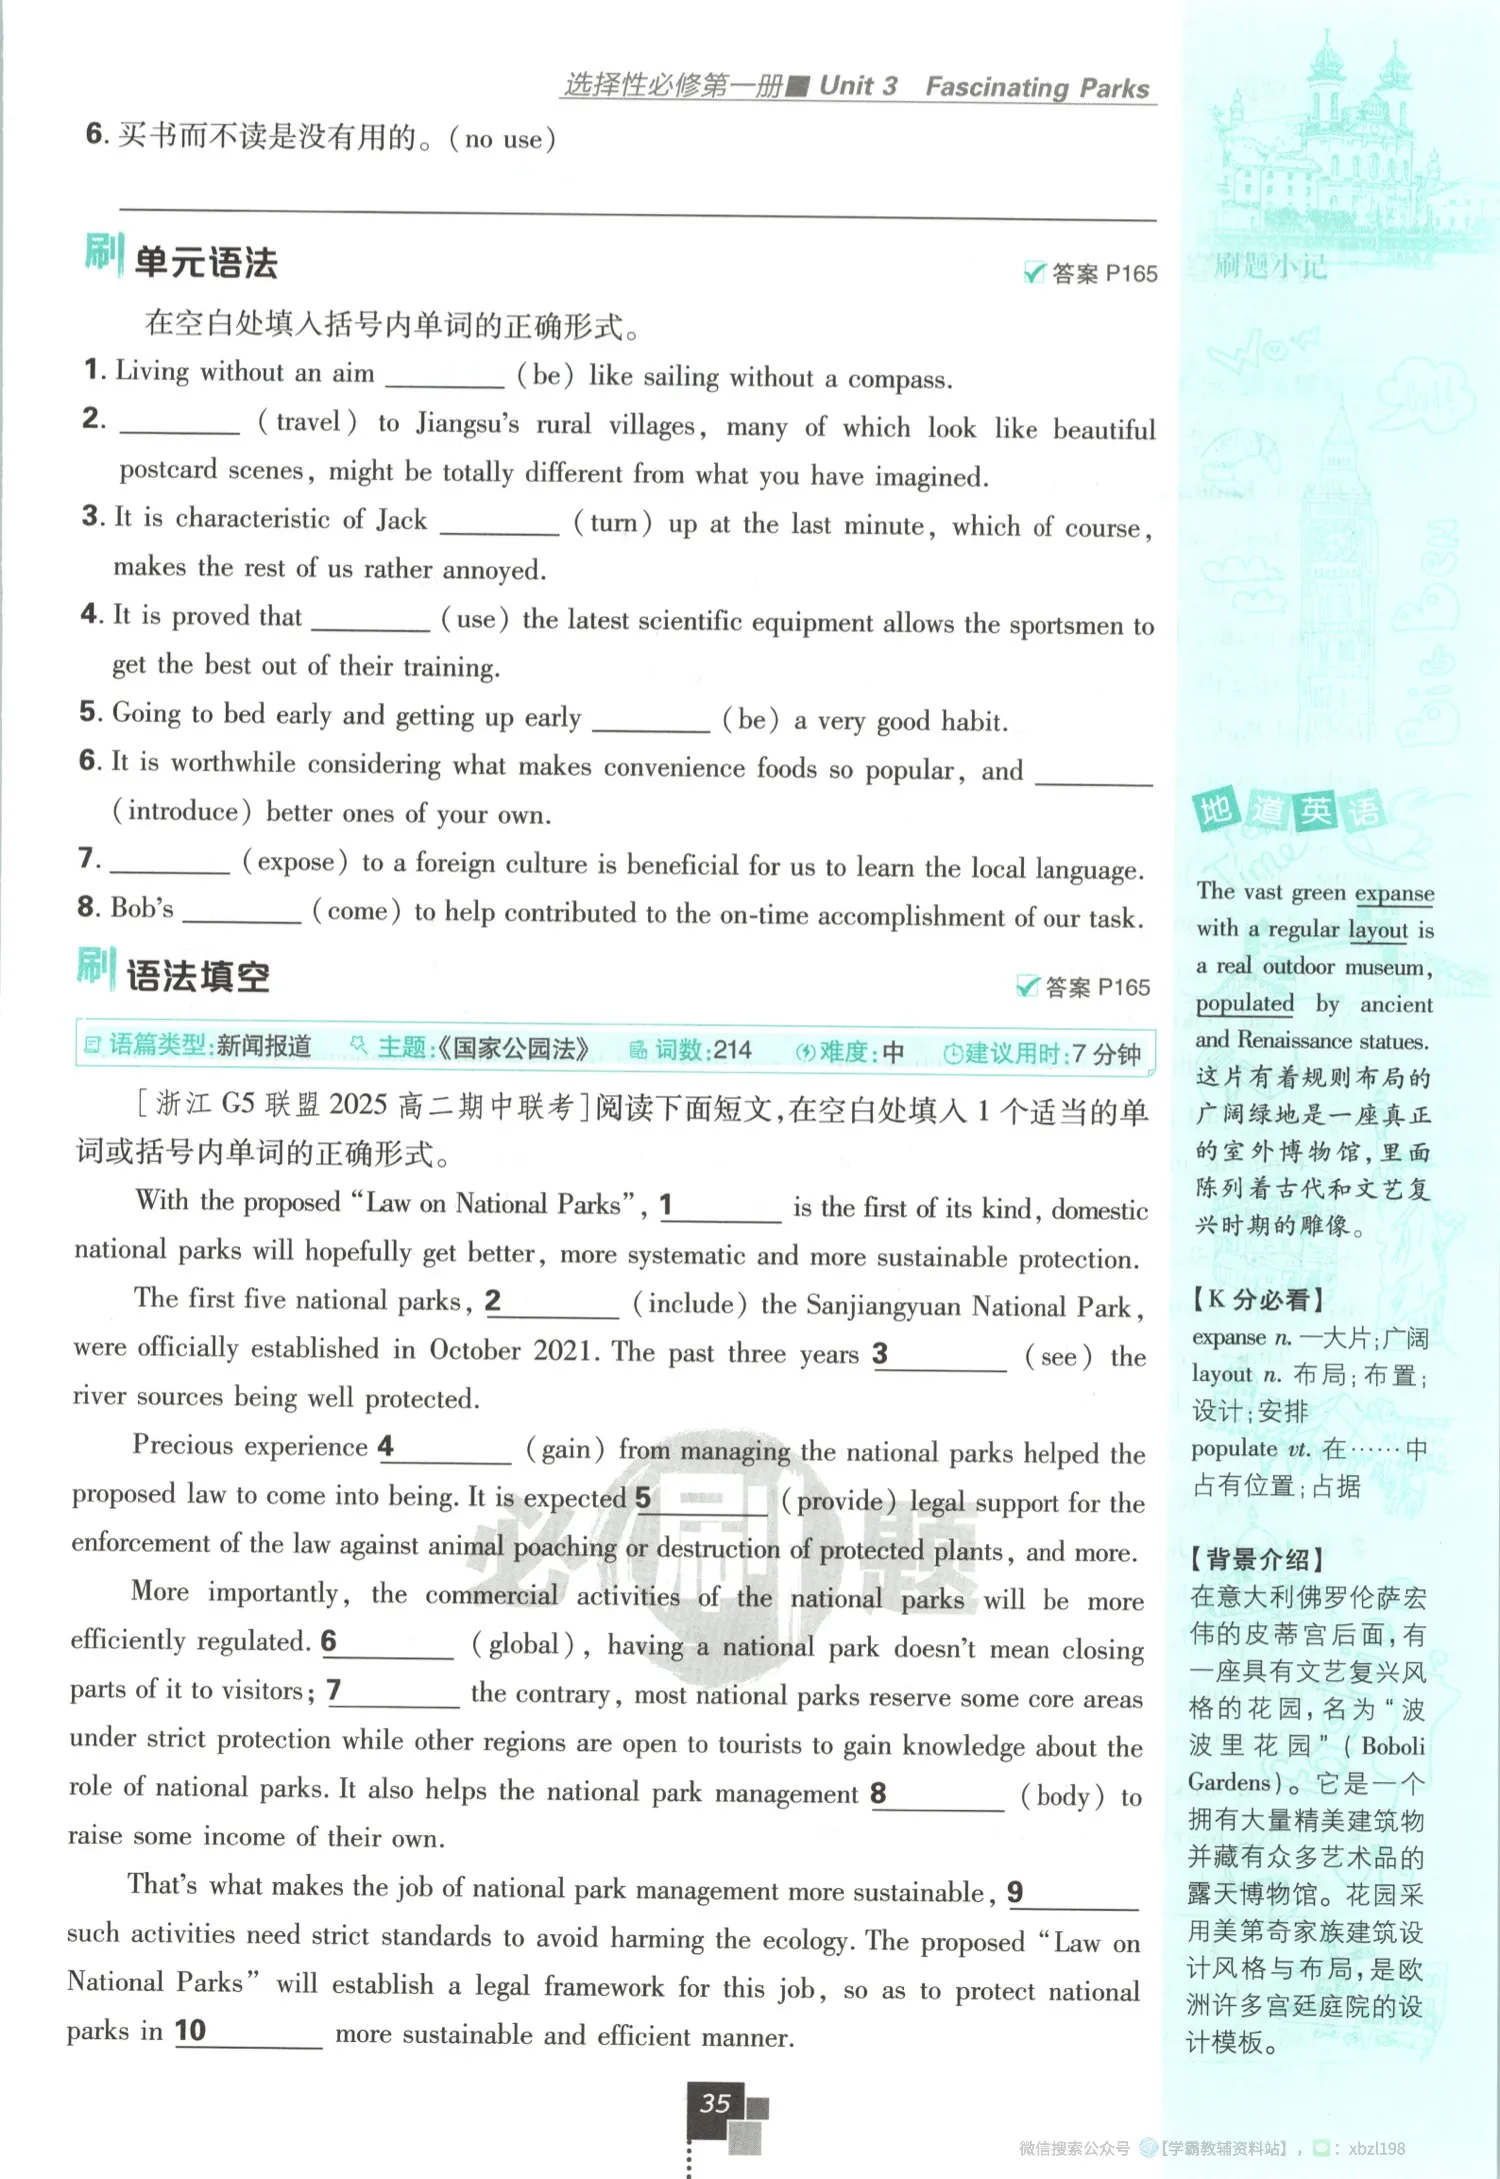 选择性必修第一册■ Unit 3 Fascinating Parks
6. 买书而不读是没有用的。(no use)
刷 单元语法
答案 P165
在空白处填入括号内单词的正确形式。
1. Living without an aim ________ (be) like sailing without a compass.
2. ________ (travel) to Jiangsu's rural villages, many of which look like beautiful
postcard scenes, might be totally different from what you have imagined.
3. It is characteristic of Jack ________ (turn) up at the last minute, which of course,
makes the rest of us rather annoyed.
4. It is proved that ________ (use) the latest scientific equipment allows the sportsmen to
get the best out of their training.
5. Going to bed early and getting up early ________ (be) a very good habit.
6. It is worthwhile considering what makes convenience foods so popular, and ________
(introduce) better ones of your own.
7. ________ (expose) to a foreign culture is beneficial for us to learn the local language.
8. Bob's ________ (come) to help contributed to the on-time accomplishment of our task.
刷 语法填空
答案 P165
语篇类型:新闻报道 主题:《国家公园法》 词数:214 难度:中 建议用时:7 分钟
[浙江 G5 联盟 2025 高二期中联考]阅读下面短文,在空白处填入 1 个适当的单
词或括号内单词的正确形式。
With the proposed “Law on National Parks”, 1________ is the first of its kind, domestic
national parks will hopefully get better, more systematic and more sustainable protection.
The first five national parks, 2________ (include) the Sanjiangyuan National Park,
were officially established in October 2021. The past three years 3________ (see) the
river sources being well protected.
Precious experience 4________ (gain) from managing the national parks helped the
proposed law to come into being. It is expected 5________ (provide) legal support for the
enforcement of the law against animal poaching or destruction of protected plants, and more.
More importantly, the commercial activities of the national parks will be more
efficiently regulated. 6________ (global), having a national park doesn't mean closing
parts of it to visitors; 7________ the contrary, most national parks reserve some core areas
under strict protection while other regions are open to tourists to gain knowledge about the
role of national parks. It also helps the national park management 8________ (body) to
raise some income of their own.
That's what makes the job of national park management more sustainable, 9________
such activities need strict standards to avoid harming the ecology. The proposed “Law on
National Parks” will establish a legal framework for this job, so as to protect national
parks in 10________ more sustainable and efficient manner.
必刷题
35
刷题小记
Wow
Big Ben
Time
地道英语
The vast green expanse
with a regular layout is
a real outdoor museum,
populated by ancient
and Renaissance statues.
这片有着规则布局的
广阔绿地是一座真正
的室外博物馆,里面
陈列着古代和文艺复
兴时期的雕像。
【K 分必看】
expanse n. 一大片;广阔
layout n. 布局;布置;
设计;安排
populate vt. 在……中
占有位置;占据
【背景介绍】
在意大利佛罗伦萨宏
伟的皮蒂宫后面,有
一座具有文艺复兴风
格的花园,名为“波
波里花园”(Boboli
Gardens)。它是一个
拥有大量精美建筑物
并藏有众多艺术品的
露天博物馆。花园采
用美第奇家族建筑设
计风格与布局,是欧
洲许多宫廷庭院的设
计模板。
微信搜索公众号【学霸教辅资料站】,：xbzl198